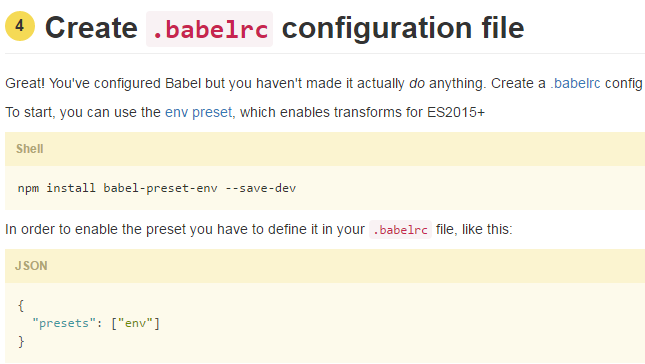 4 Create .babelrc configuration file
Great! You've configured Babel but you haven't made it actually do anything. Create a .babelrc config
To start, you can use the env preset, which enables transforms for ES2015+
Shell
npm install babel-preset-env --save-dev
In order to enable the preset you have to define it in your .babelrc file, like this:
JSON
{
  "presets": ["env"]
}